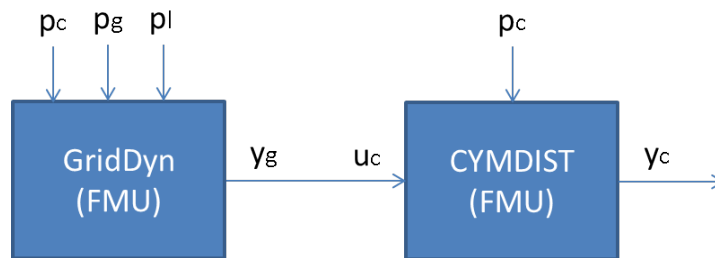 pc pg pl pc
GridDyn
(FMU)
yg uc
CYMDIST
(FMU)
yc